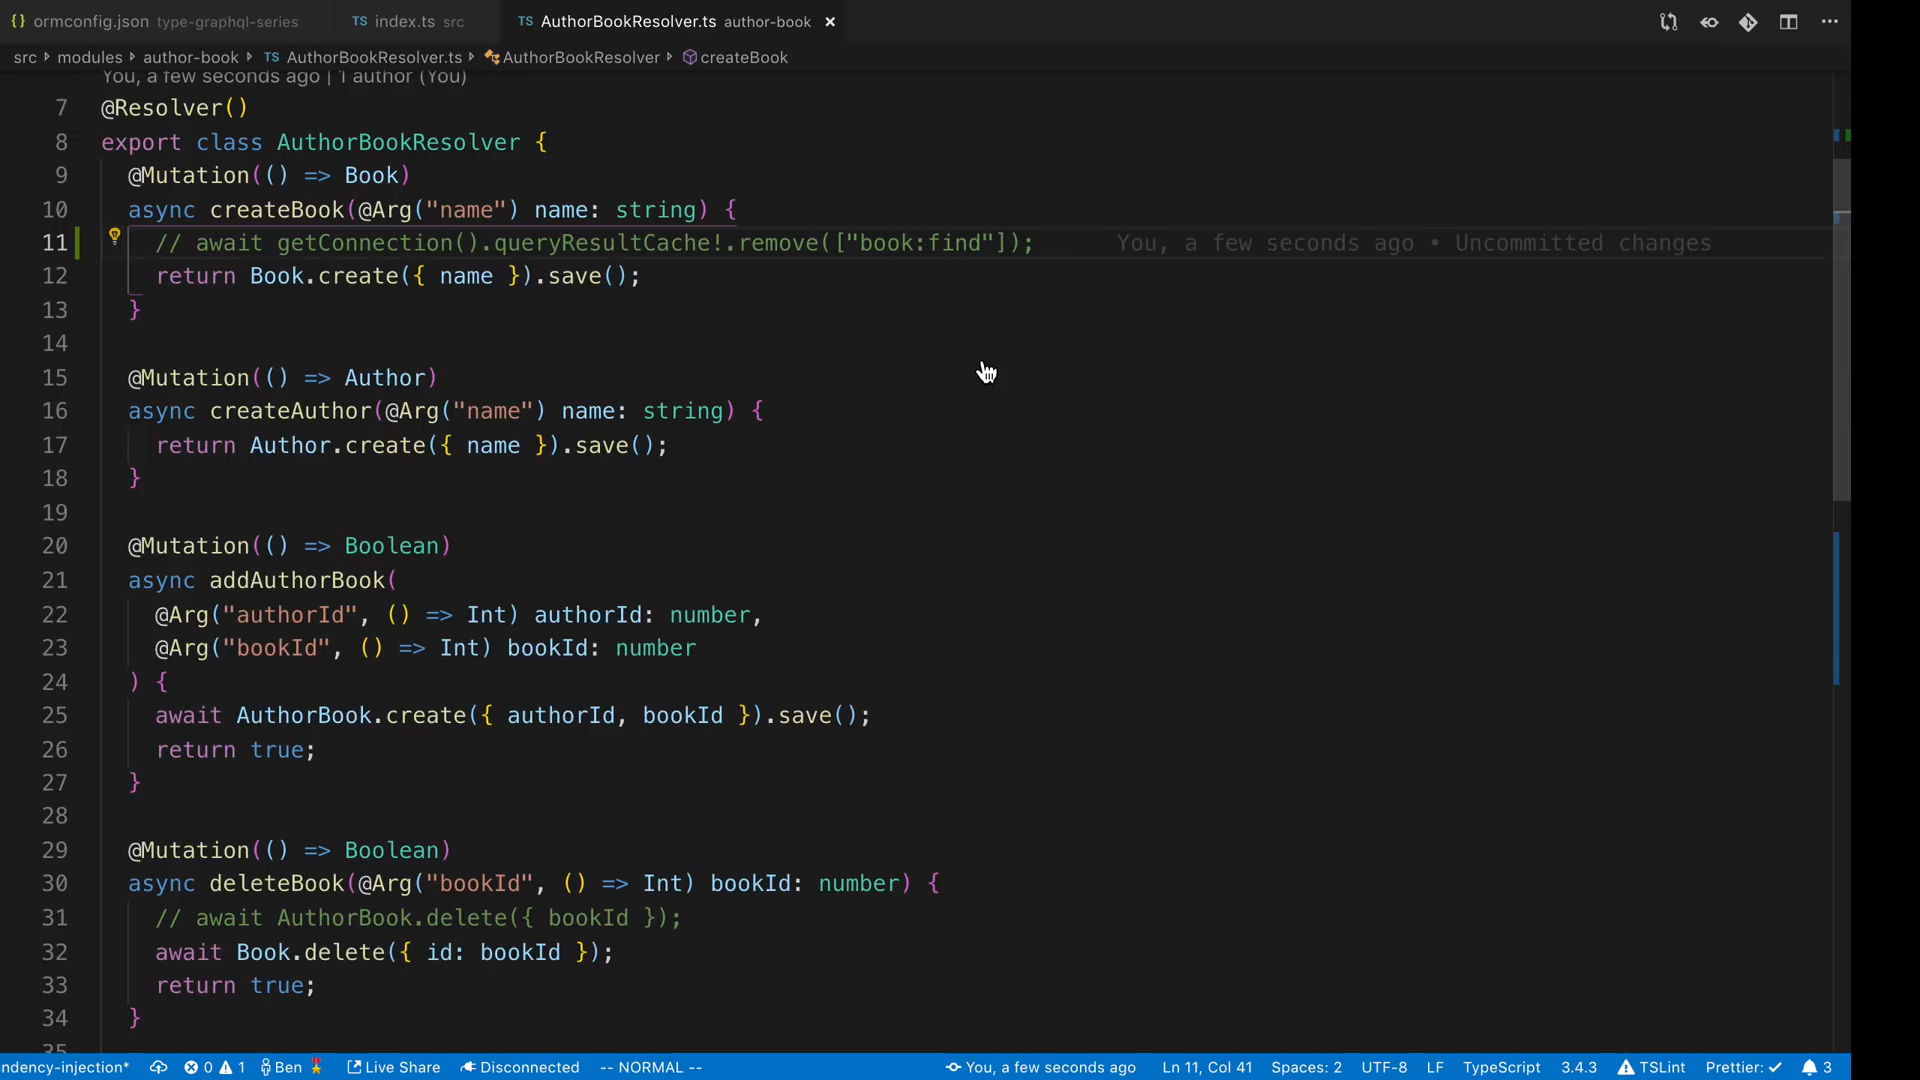 {} ormconfig.json type-graphql-series TS index.ts src TS AuthorBookResolver.ts author-book ×
src modules author-book TS AuthorBookResolver.ts AuthorBookResolver createBook
You, a few seconds ago | 1 author (You)
7 @Resolver()
8 export class AuthorBookResolver {
9 @Mutation(() => Book)
10 async createBook(@Arg("name") name: string) {
11 // await getConnection().queryResultCache!.remove(["book:find"]); You, a few seconds ago • Uncommitted changes
12 return Book.create({ name }).save();
13 }
14
15 @Mutation(() => Author)
16 async createAuthor(@Arg("name") name: string) {
17 return Author.create({ name }).save();
18 }
19
20 @Mutation(() => Boolean)
21 async addAuthorBook(
22 @Arg("authorId", () => Int) authorId: number,
23 @Arg("bookId", () => Int) bookId: number
24 ) {
25 await AuthorBook.create({ authorId, bookId }).save();
26 return true;
27 }
28
29 @Mutation(() => Boolean)
30 async deleteBook(@Arg("bookId", () => Int) bookId: number) {
31 // await AuthorBook.delete({ bookId });
32 await Book.delete({ id: bookId });
33 return true;
34 }
35
ndency-injection* 0 1 Ben Live Share Disconnected -- NORMAL -- You, a few seconds ago Ln 11, Col 41 Spaces: 2 UTF-8 LF TypeScript 3.4.3 TSLint Prettier: ✓ 3